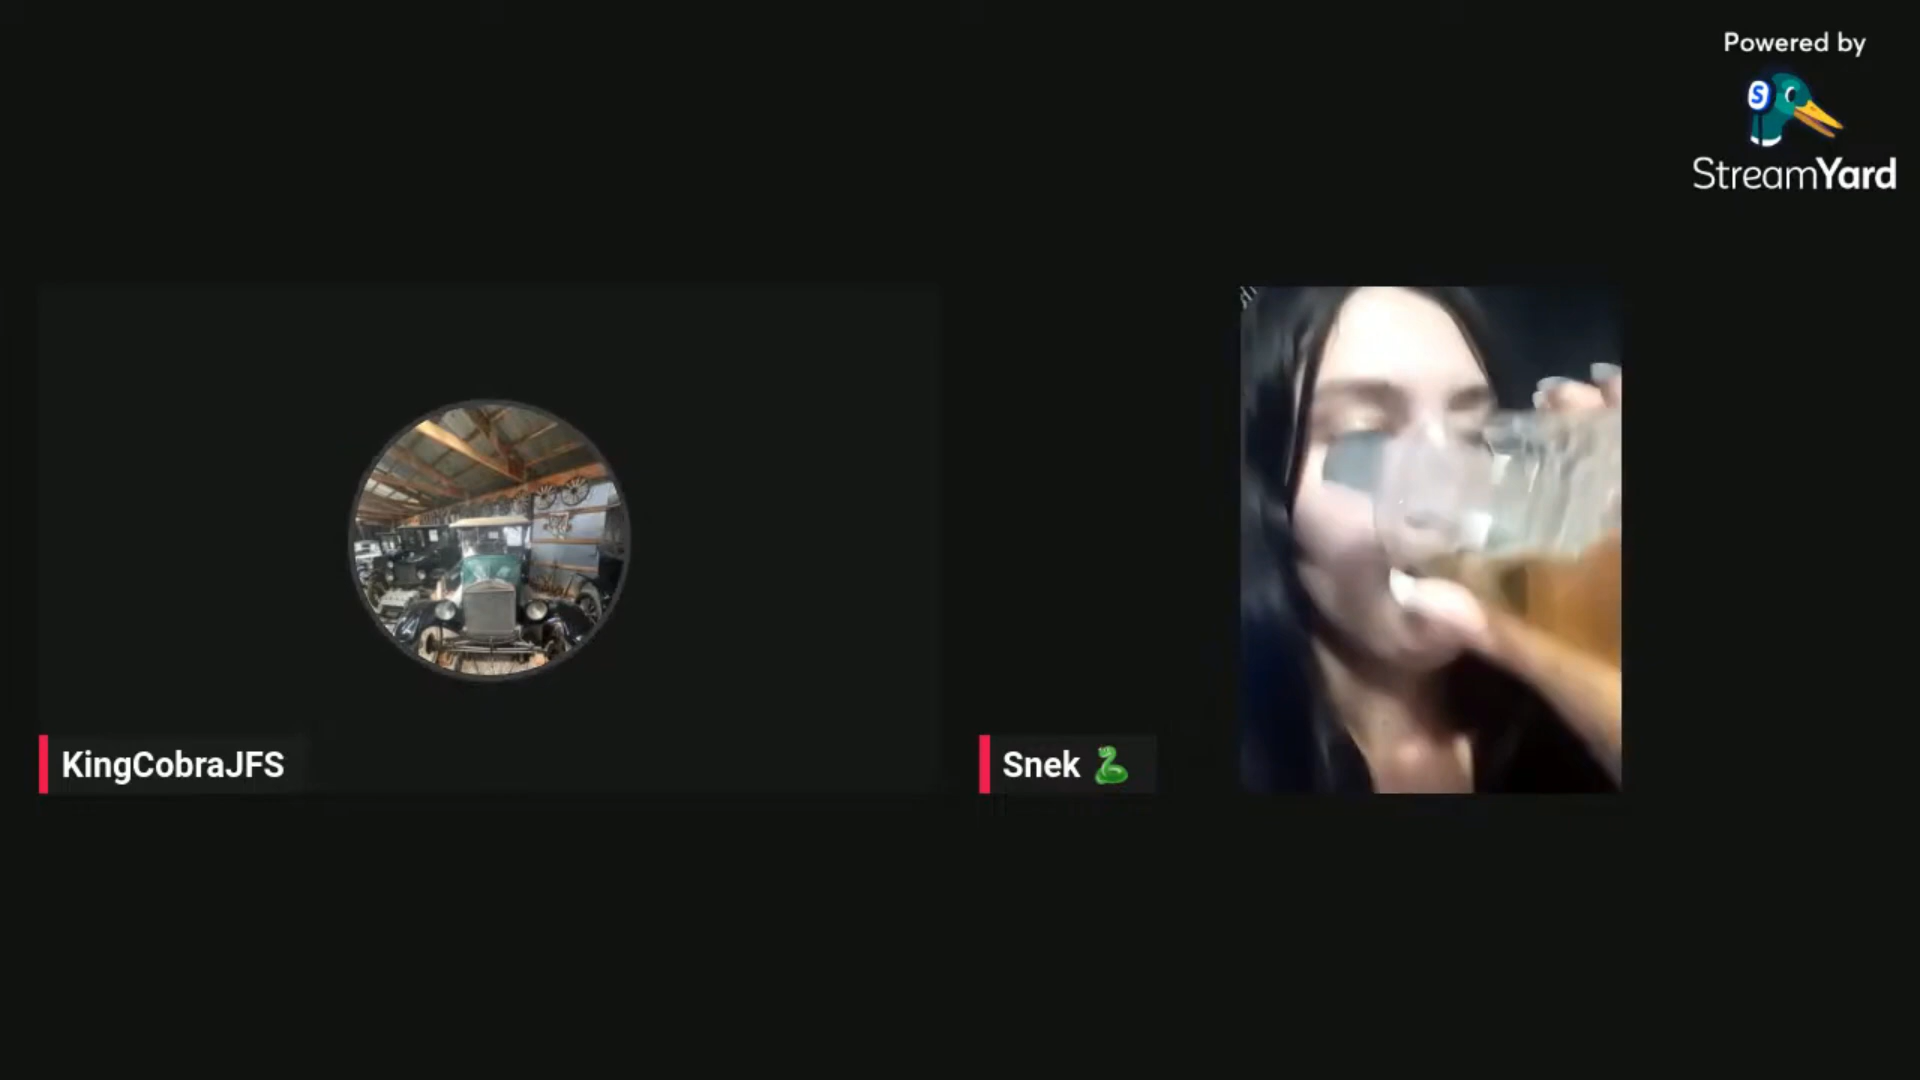 Powered by
S
StreamYard
KingCobraJFS
Snek 🐍